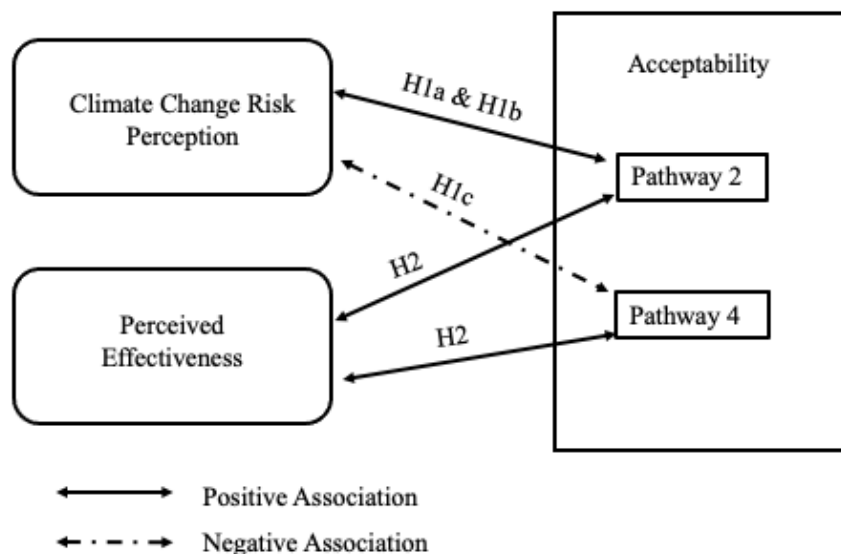 Acceptability
Climate Change Risk
Perception
H1a & H1b
Pathway 2
H1c
H2
Perceived
Effectiveness
Pathway 4
H2
Positive Association
Negative Association